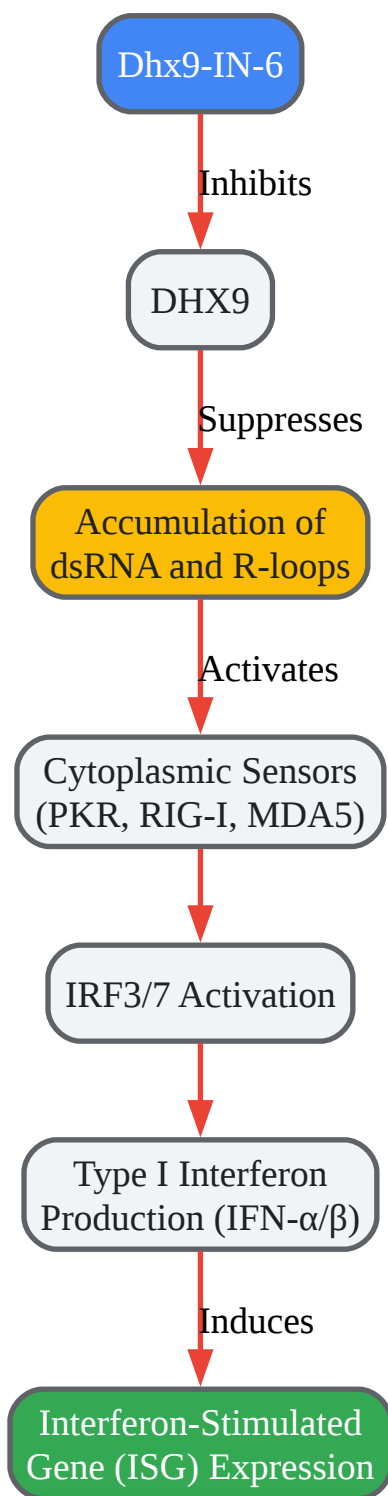 Dhx9-IN-6
Inhibits
DHX9
Suppresses
Accumulation of
dsRNA and R-loops
Activates
Cytoplasmic Sensors
(PKR, RIG-I, MDA5)
IRF3/7 Activation
Type I Interferon
Production (IFN-α/β)
Induces
Interferon-Stimulated
Gene (ISG) Expression